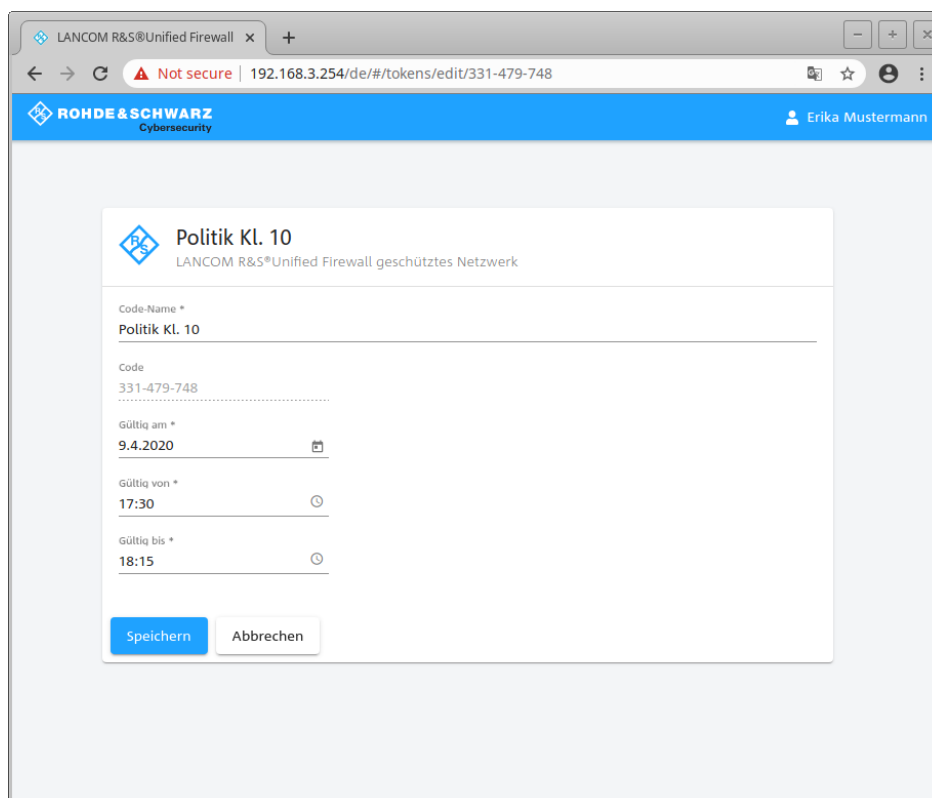 LANCOM R&S®Unified Firewall
Not secure | 192.168.3.254/de/#/tokens/edit/331-479-748
ROHDE&SCHWARZ
Cybersecurity
Erika Mustermann
R&S
Politik Kl. 10
LANCOM R&S®Unified Firewall geschütztes Netzwerk
Code-Name *
Politik Kl. 10
Code
331-479-748
Gültig am *
9.4.2020
Gültig von *
17:30
Gültig bis *
18:15
Speichern
Abbrechen